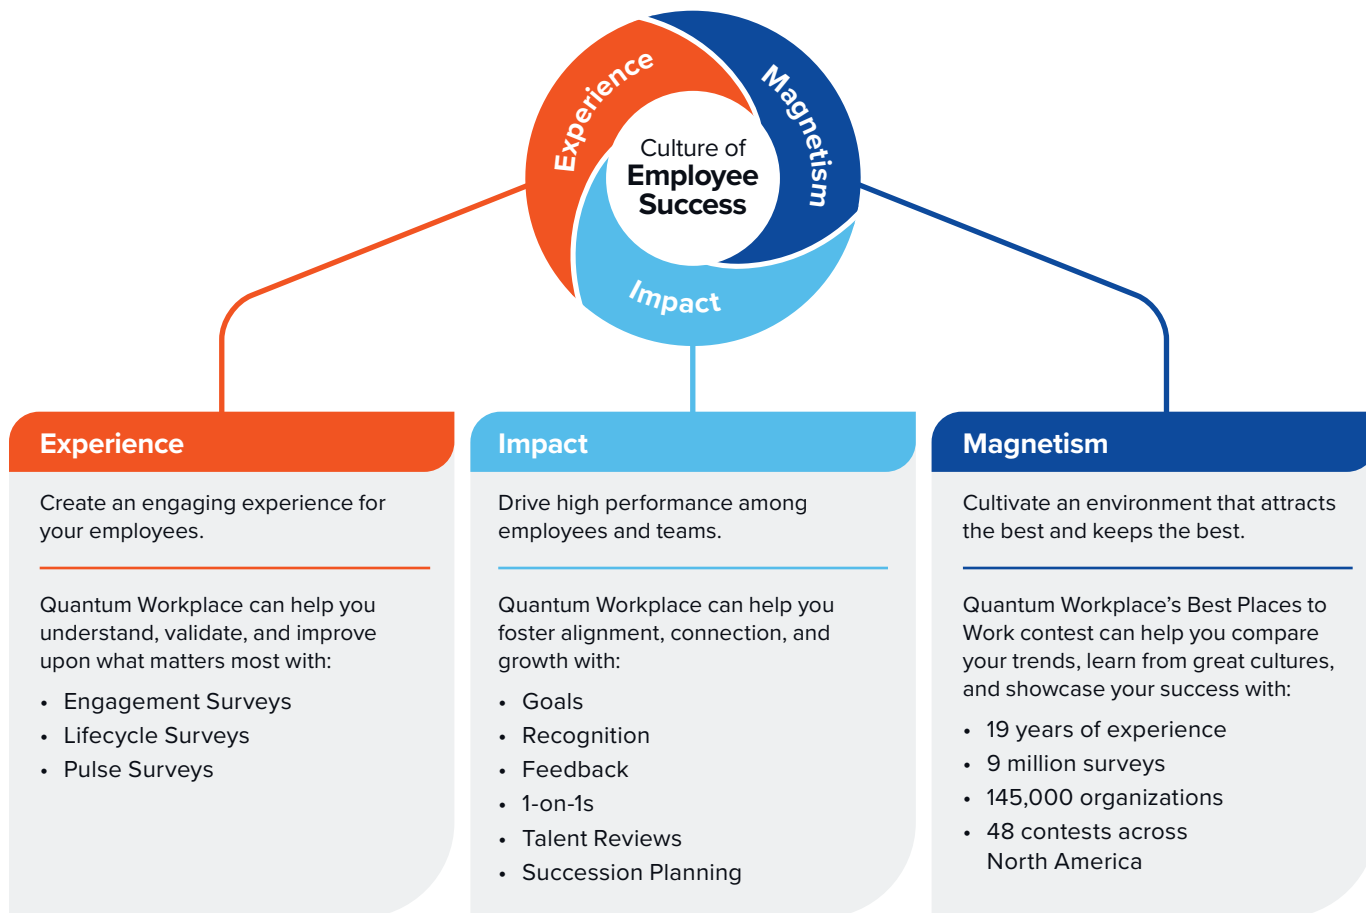 Experience
Magnetism
Culture of
Employee
Success
Impact
Experience
Create an engaging experience for
your employees.
Quantum Workplace can help you
understand, validate, and improve
upon what matters most with:
• Engagement Surveys
• Lifecycle Surveys
• Pulse Surveys
Impact
Drive high performance among
employees and teams.
Quantum Workplace can help you
foster alignment, connection, and
growth with:
• Goals
• Recognition
• Feedback
• 1-on-1s
• Talent Reviews
• Succession Planning
Magnetism
Cultivate an environment that attracts
the best and keeps the best.
Quantum Workplace’s Best Places to
Work contest can help you compare
your trends, learn from great cultures,
and showcase your success with:
• 19 years of experience
• 9 million surveys
• 145,000 organizations
• 48 contests across
North America